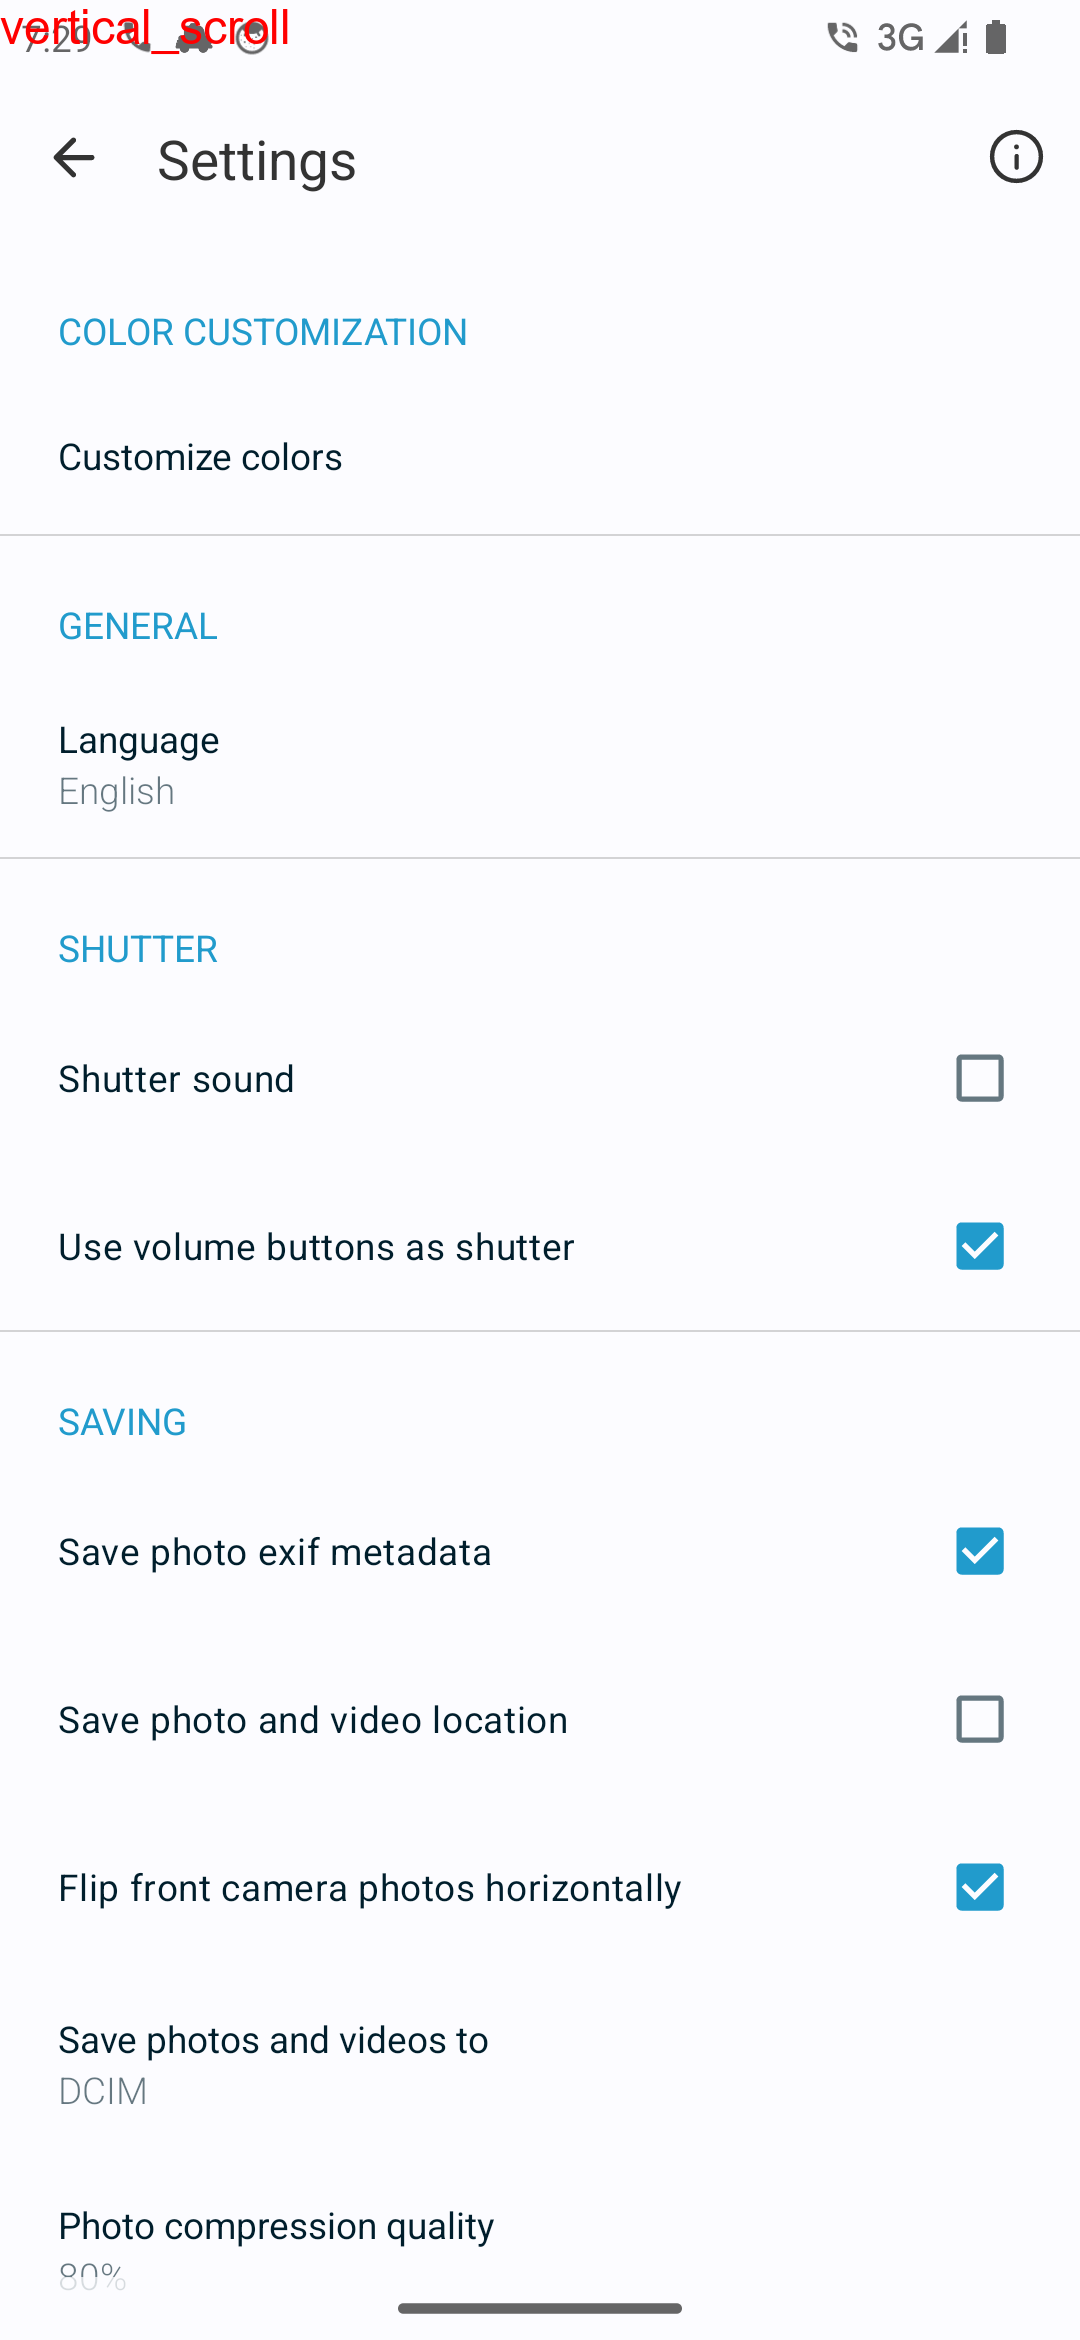 vertical_scroll
7:29
3G
Settings
COLOR CUSTOMIZATION
Customize colors
GENERAL
Language
English
SHUTTER
Shutter sound
Use volume buttons as shutter
SAVING
Save photo exif metadata
Save photo and video location
Flip front camera photos horizontally
Save photos and videos to
DCIM
Photo compression quality
80%